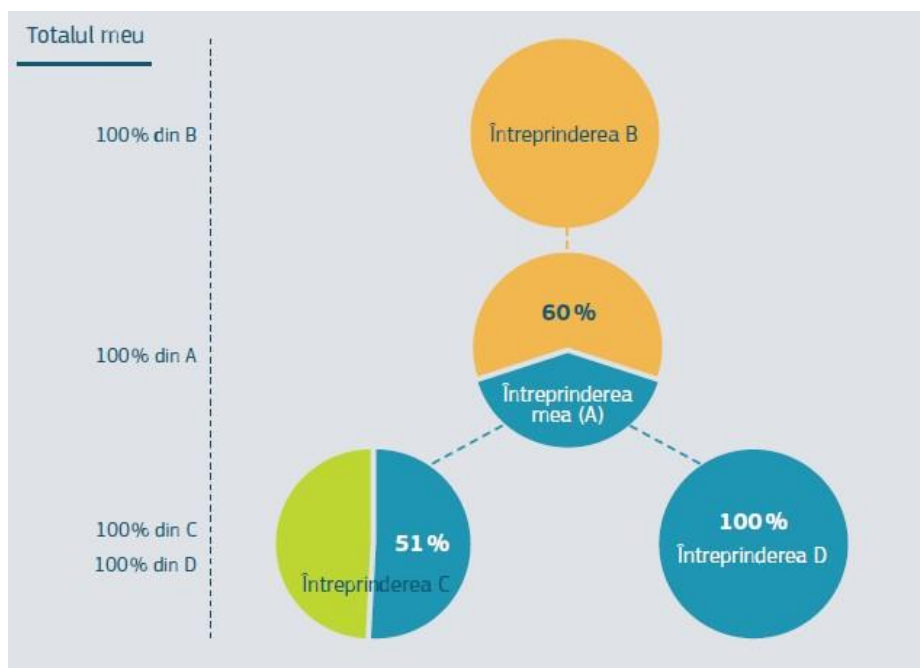 Totalul meu
100% din B
Întreprinderea B
60%
100% din A
Întreprinderea
mea (A)
100% din C
100% din D
51%
Întreprinderea C
100%
Întreprinderea D